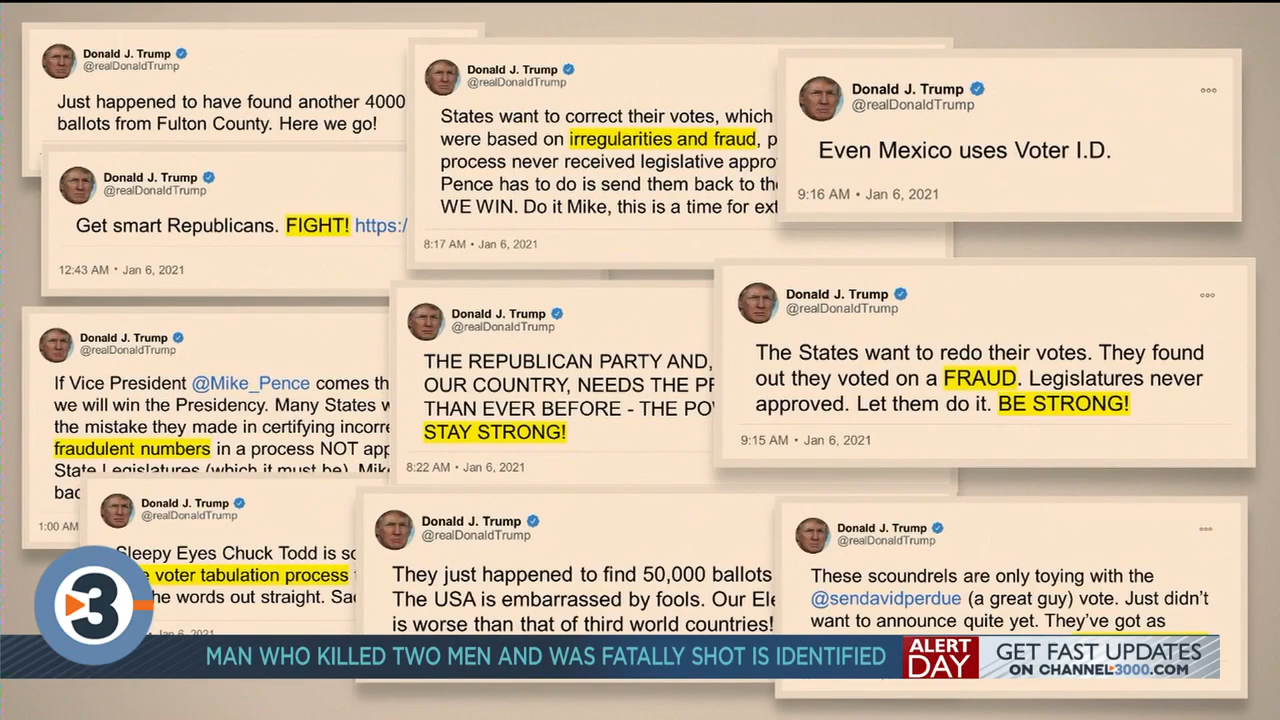 Donald J. Trump
@realDonaldTrump
Just happened to have found another 4000
ballots from Fulton County. Here we go!
Donald J. Trump
@realDonaldTrump
Get smart Republicans. FIGHT! https:/
12:43 AM • Jan 6, 2021
Donald J. Trump
@realDonaldTrump
If Vice President @Mike_Pence comes th
we will win the Presidency. Many States w
the mistake they made in certifying incorre
fraudulent numbers in a process NOT app
State Legislatures (which it must be). Mike
bac
1:00 AM
Donald J. Trump
@realDonaldTrump
Sleepy Eyes Chuck Todd is so
voter tabulation process
he words out straight. Sad
Jan 6, 2021
Donald J. Trump
@realDonaldTrump
States want to correct their votes, which
were based on irregularities and fraud, p
process never received legislative appro
Pence has to do is send them back to the
WE WIN. Do it Mike, this is a time for ext
8:17 AM • Jan 6, 2021
Donald J. Trump
@realDonaldTrump
THE REPUBLICAN PARTY AND,
OUR COUNTRY, NEEDS THE PR
THAN EVER BEFORE - THE POW
STAY STRONG!
8:22 AM • Jan 6, 2021
Donald J. Trump
@realDonaldTrump
They just happened to find 50,000 ballots
The USA is embarrassed by fools. Our Ele
is worse than that of third world countries!
Donald J. Trump
@realDonaldTrump
Even Mexico uses Voter I.D.
9:16 AM • Jan 6, 2021
Donald J. Trump
@realDonaldTrump
The States want to redo their votes. They found
out they voted on a FRAUD. Legislatures never
approved. Let them do it. BE STRONG!
9:15 AM • Jan 6, 2021
Donald J. Trump
@realDonaldTrump
These scoundrels are only toying with the
@sendavidperdue (a great guy) vote. Just didn't
want to announce quite yet. They've got as
3
MAN WHO KILLED TWO MEN AND WAS FATALLY SHOT IS IDENTIFIED
ALERT
DAY
GET FAST UPDATES
ON CHANNEL3000.COM